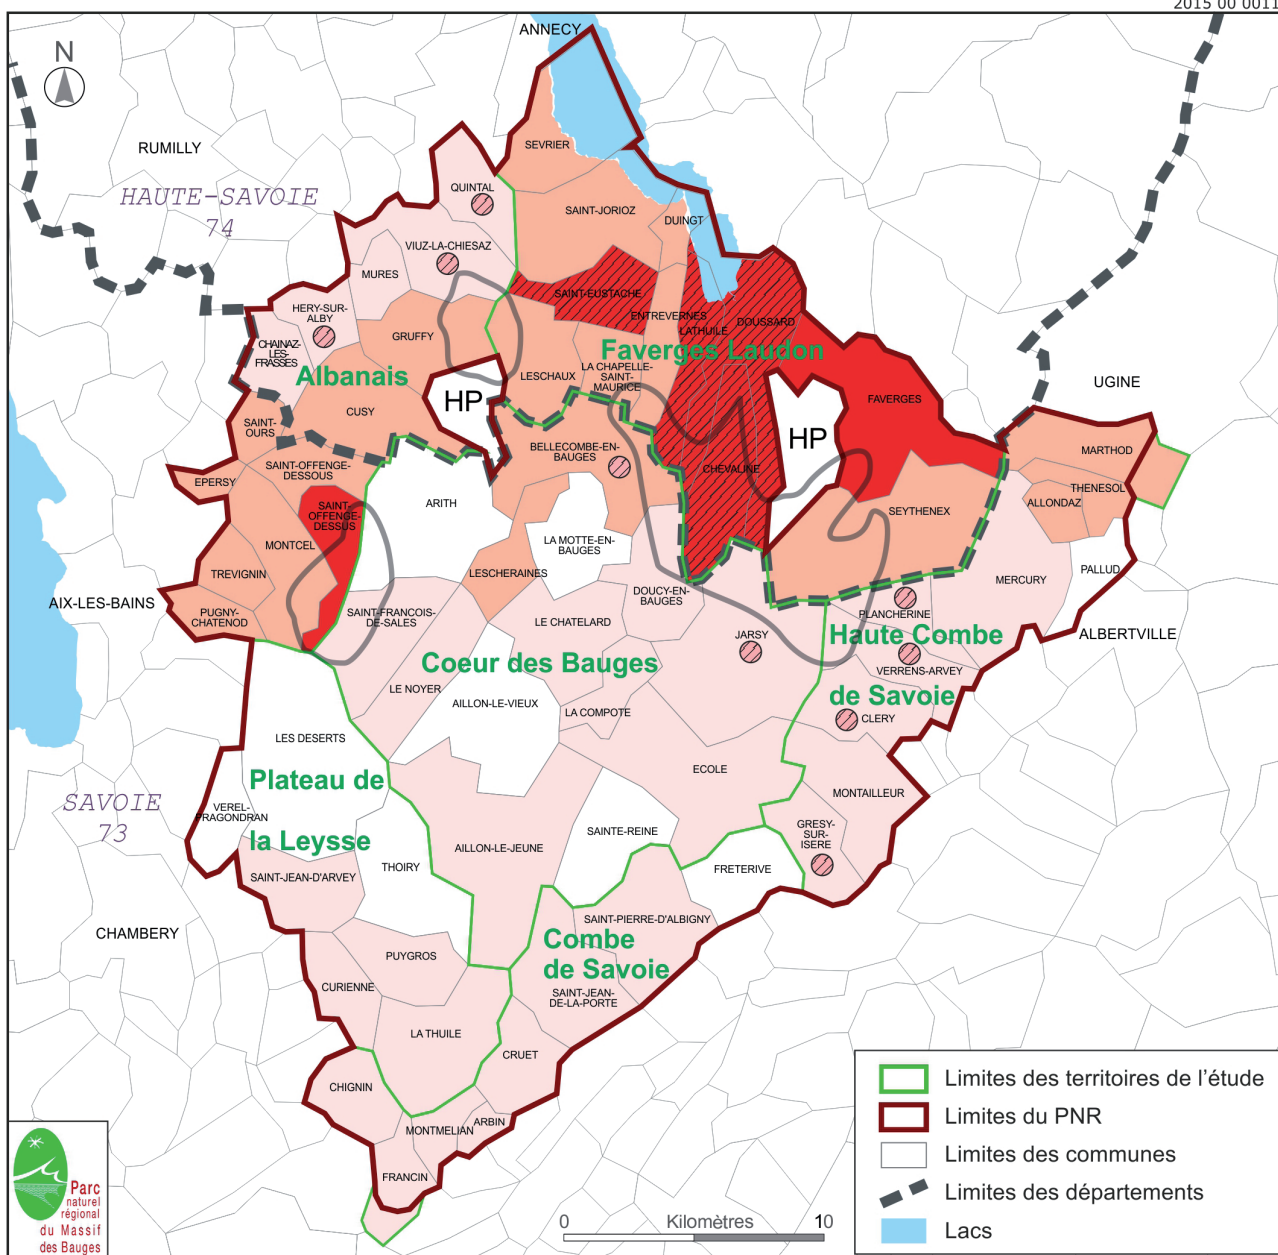 2015 00 0011
ANNECY
N
RUMILLY
HAUTE-SAVOIE
74
SEVRIER
QUINTAL
SAINT-JORIOZ
DUINGT
VIUZ-LA-CHIESAZ
MURES
SAINT-EUSTACHE
HERY-SUR-
ALBY
ENTREVERNES
LATHUILE
DOUSSARD
GRUFFY
CHAINAZ-
LES-
FRASSES
Faverges Laudon
Albanais
LESCHAUX
LA CHAPELLE-
SAINT-
MAURICE
UGINE
HP
FAVERGES
CUSY
SAINT-
OURS
HP
BELLECOMBE-EN-
BAUGES
MARTHOD
SAINT-OFFENGE-
DESSOUS
CHEVALINE
EPERSY
THENESOL
ARITH
ALLONDAZ
SAINT-
OFFENGE-
DESSUS
SEYTHENEX
MONTCEL
LA MOTTE-EN-
BAUGES
TREVIGNIN
LESCHERAINES
PALLUD
MERCURY
AIX-LES-BAINS
DOUCY-EN-
BAUGES
PUGNY-
CHATENOD
SAINT-FRANCOIS-
DE-SALES
PLANCHERINE
LE CHATELARD
JARSY
Haute Combe
ALBERTVILLE
Coeur des Bauges
VERRENS-ARVEY
LE NOYER
de Savoie
AILLON-LE-VIEUX
LA COMPOTE
CLERY
LES DESERTS
ECOLE
Plateau de
MONTAILLEUR
SAVOIE
73
VEREL-
PRAGONDRAN
SAINTE-REINE
GRESY-
SUR-
ISERE
la Leysse
AILLON-LE-JEUNE
THOIRY
FRETERIVE
SAINT-JEAN-D'ARVEY
SAINT-PIERRE-D'ALBIGNY
CHAMBERY
Combe
de Savoie
PUYGROS
CURIENNE
SAINT-JEAN-
DE-LA-PORTE
LA THUILE
CRUET
CHIGNIN
ARBIN
MONTMELIAN
FRANCIN
Limites des territoires de l'étude
Limites du PNR
Limites des communes
Limites des départements
Lacs
0 Kilomètres 10
Parc
naturel
régional
du Massif
des Bauges